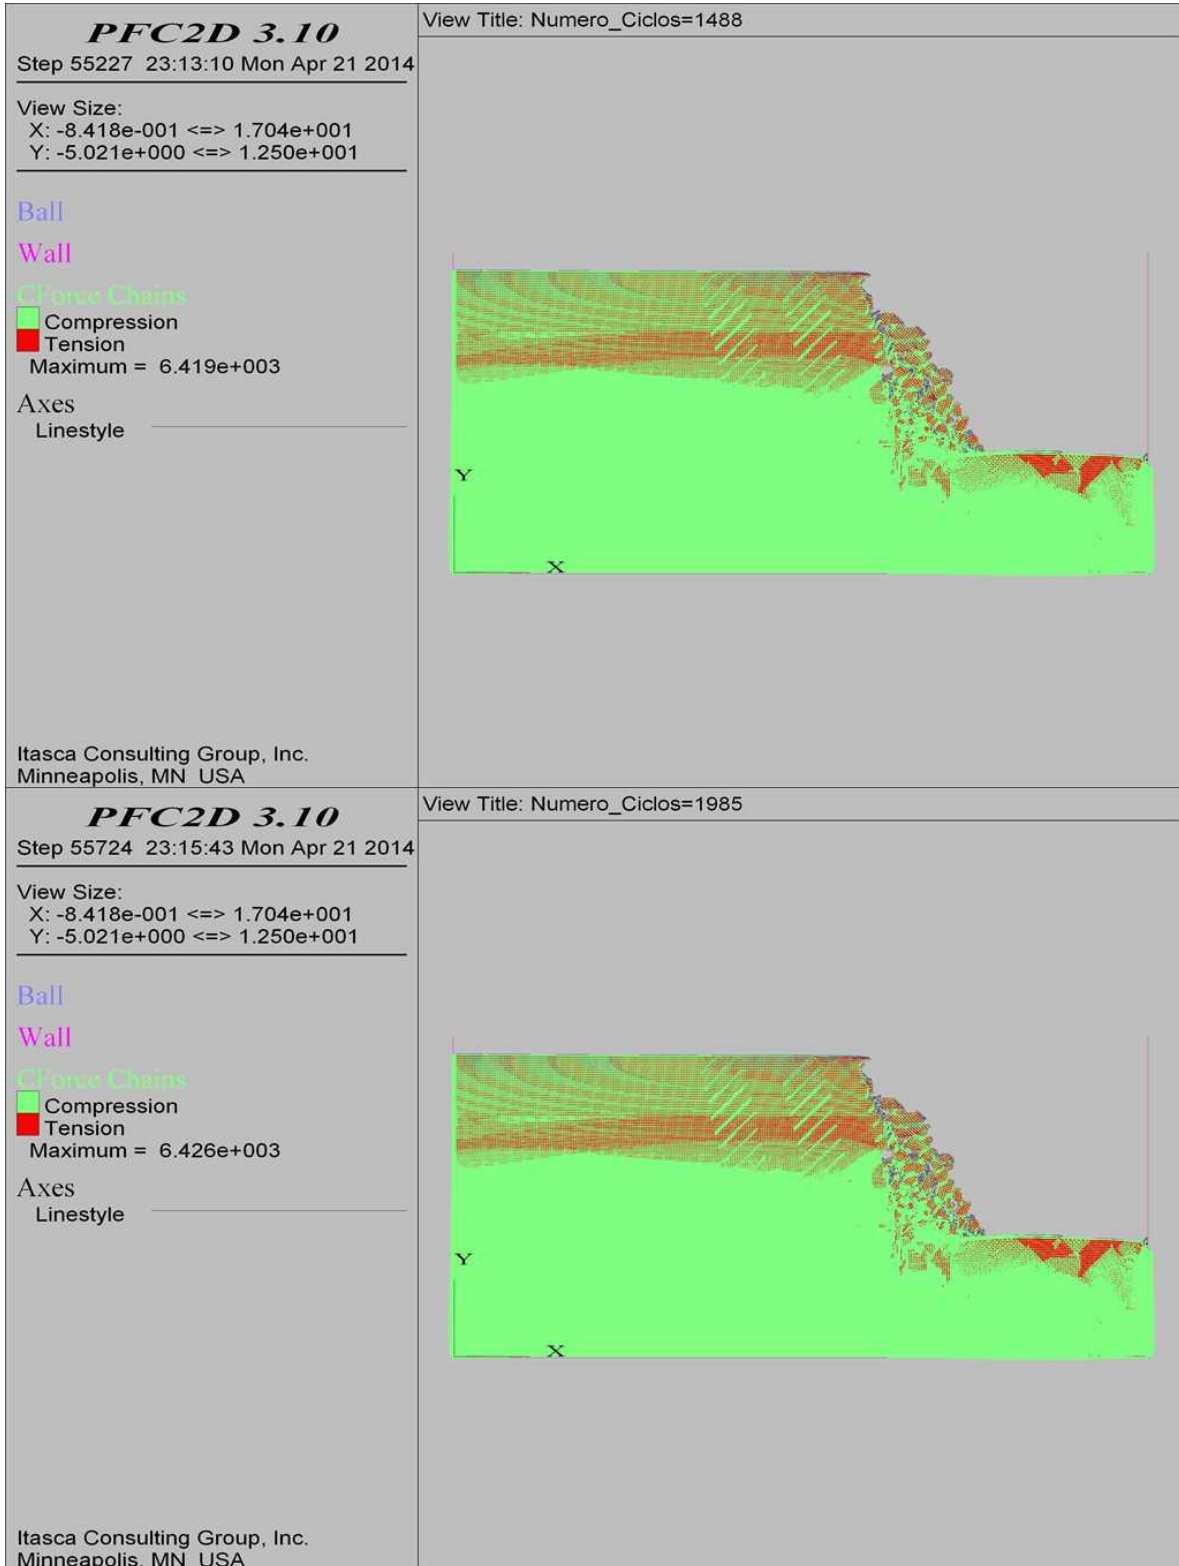 PFC2D 3.10
Step 55227 23:13:10 Mon Apr 21 2014
View Size:
X: -8.418e-001 <=> 1.704e+001
Y: -5.021e+000 <=> 1.250e+001
Ball
Wall
CForce Chains
Compression
Tension
Maximum = 6.419e+003
Axes
Linestyle
Itasca Consulting Group, Inc.
Minneapolis, MN USA
View Title: Numero_Ciclos=1488
Y
X
PFC2D 3.10
Step 55724 23:15:43 Mon Apr 21 2014
View Size:
X: -8.418e-001 <=> 1.704e+001
Y: -5.021e+000 <=> 1.250e+001
Ball
Wall
CForce Chains
Compression
Tension
Maximum = 6.426e+003
Axes
Linestyle
Itasca Consulting Group, Inc.
Minneapolis, MN USA
View Title: Numero_Ciclos=1985
Y
X